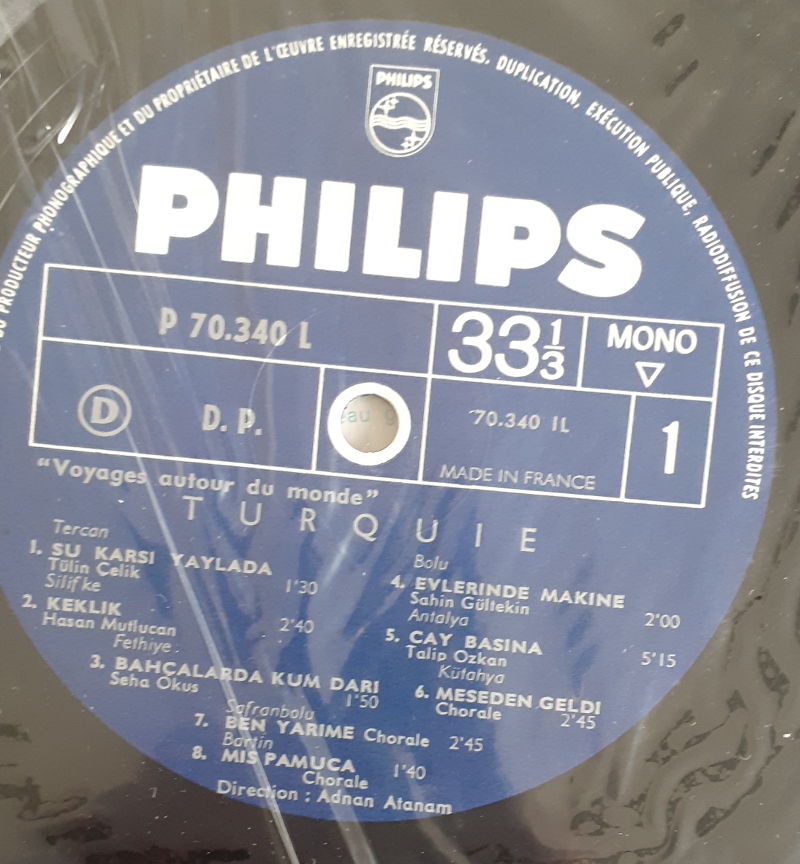 DU PRODUCTEUR PHONOGRAPHIQUE ET DU PROPRIÉTAIRE DE L'ŒUVRE ENREGISTRÉE RÉSERVÉS. DUPLICATION, EXÉCUTION PUBLIQUE, RADIODIFFUSION DE CE DISQUE INTERDITES
PHILIPS
PHILIPS
P 70.340 L
33 1/3
MONO
D
D. P.
70.340 1L
MADE IN FRANCE
1
"Voyages autour du monde"
TURQUIE
Tercan
1. SU KARSI YAYLADA
Tülin Çelik 1'30
Silifke
2. KEKLIK
Hasan Mutlucan 2'40
Fethiye
3. BAHÇALARDA KUM DARI
Seha Okus 1'50
Bolu
4. EVLERINDE MAKINE
Sahin Gültekin 2'00
Antalya
5. CAY BASINA
Talip Ozkan 5'15
Kütahya
6. MESEDEN GELDI
Chorale 2'45
Safranbolu
7. BEN YARIME Chorale 2'45
Bartin
8. MIS PAMUCA
Chorale 1'40
Direction : Adnan Atanam